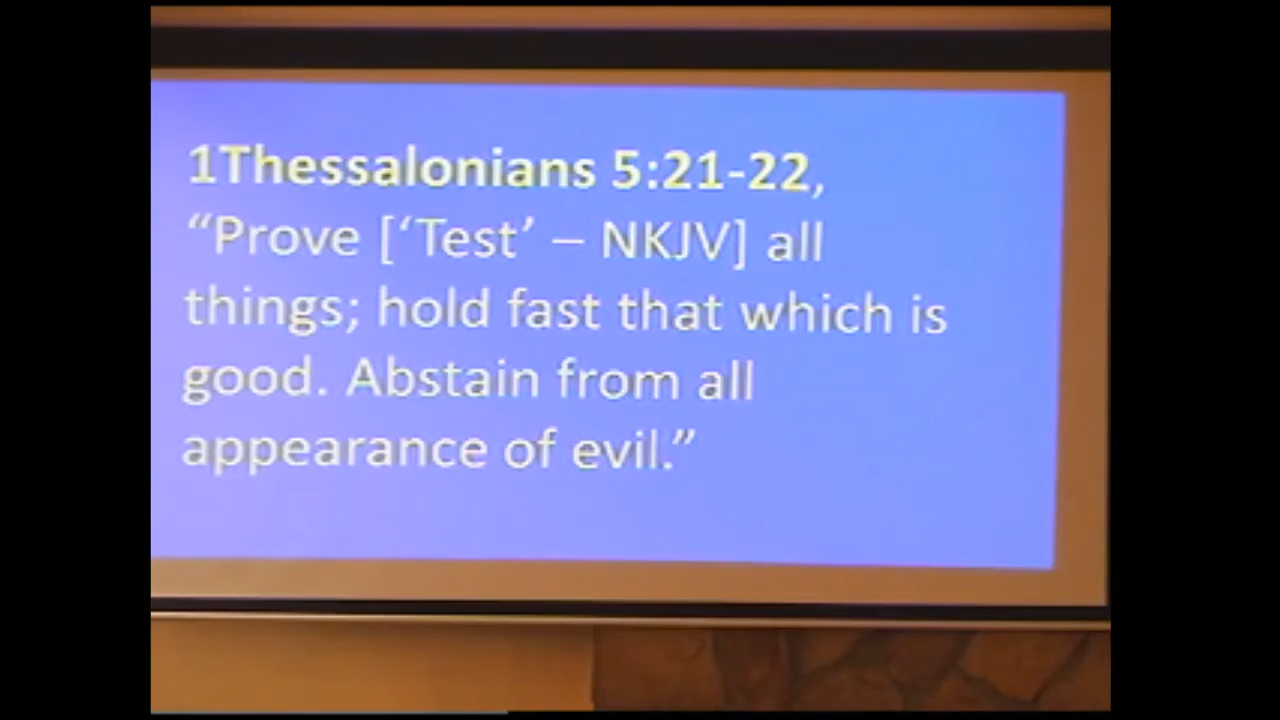 1Thessalonians 5:21-22,
“Prove [‘Test’ – NKJV] all
things; hold fast that which is
good. Abstain from all
appearance of evil.”